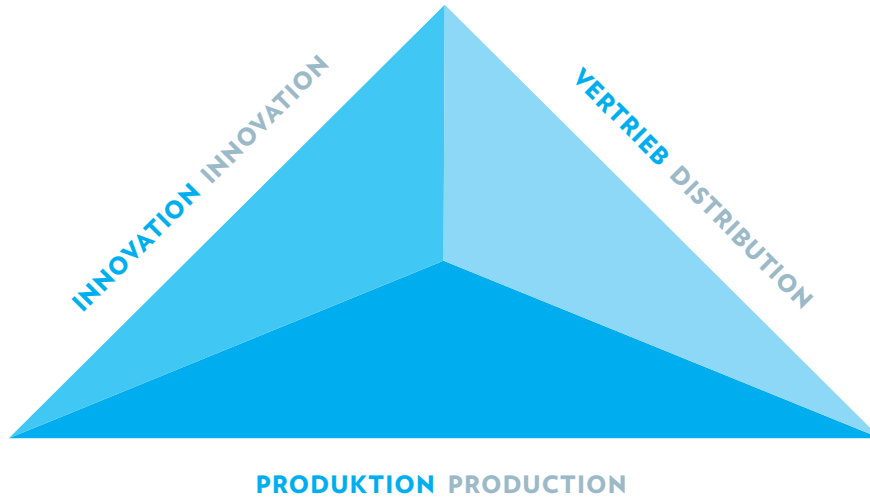 INNOVATION INNOVATION
VERTRIEB DISTRIBUTION
PRODUKTION PRODUCTION